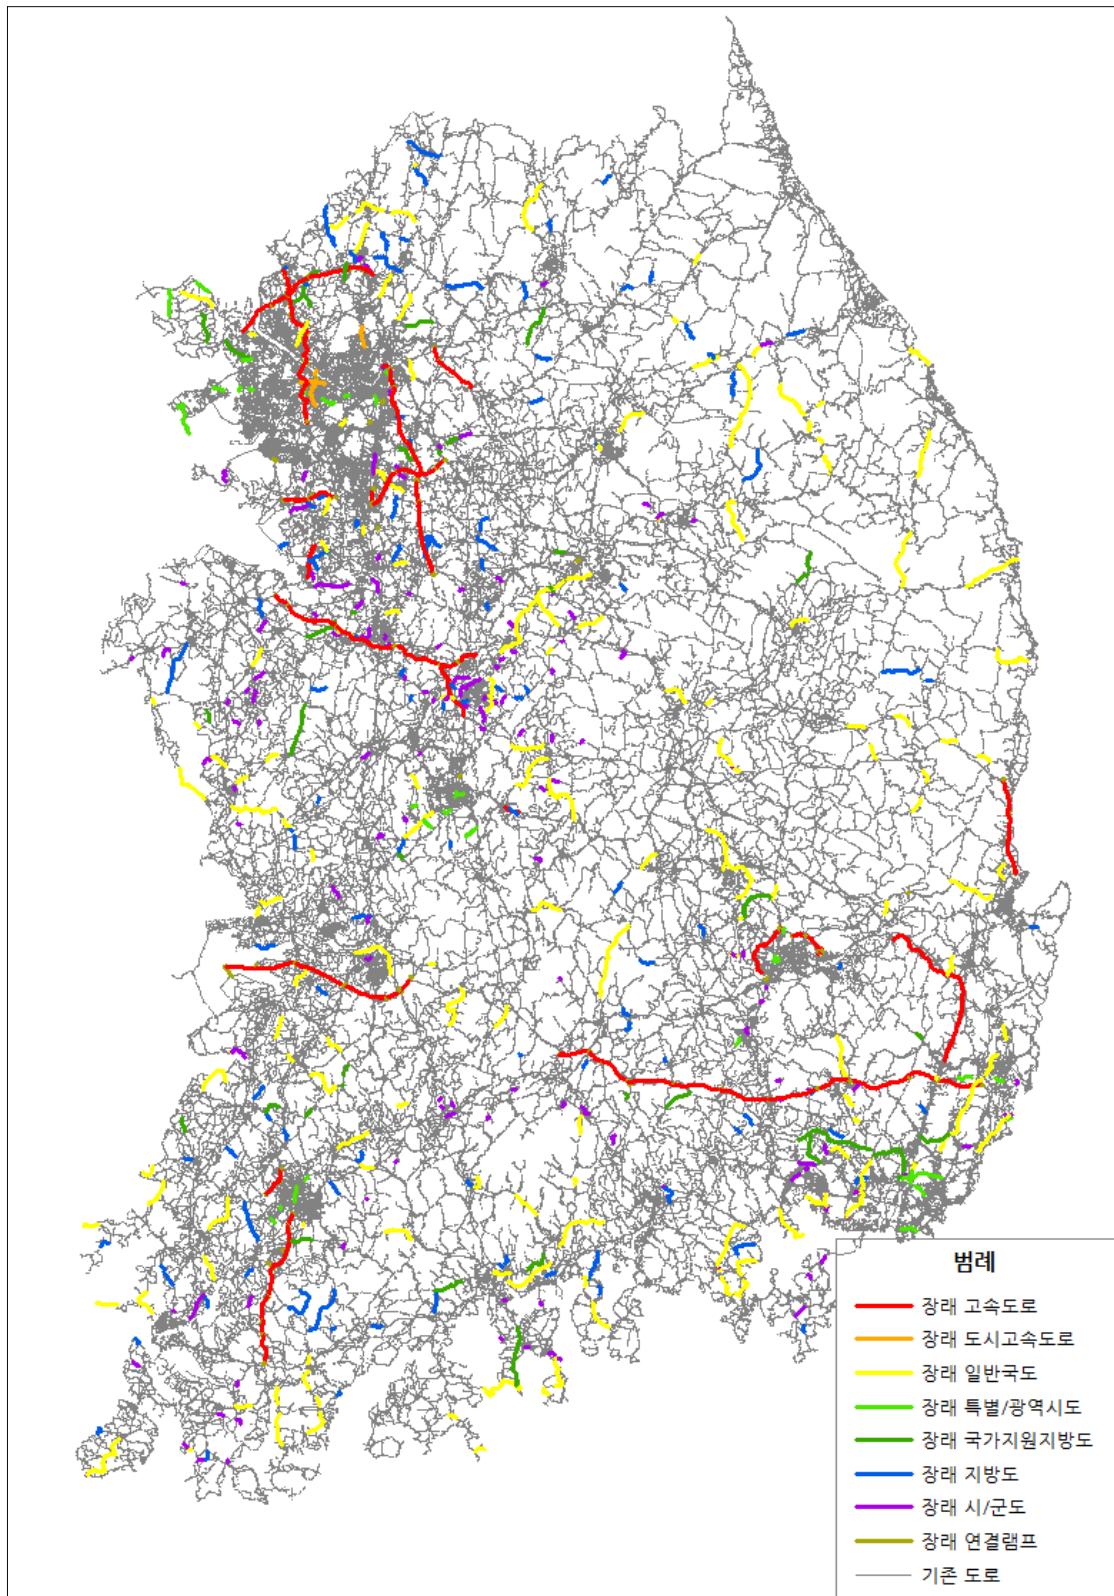 범례
장래 고속도로
장래 도시고속도로
장래 일반국도
장래 특별/광역시도
장래 국가지원지방도
장래 지방도
장래 시/군도
장래 연결램프
기존 도로